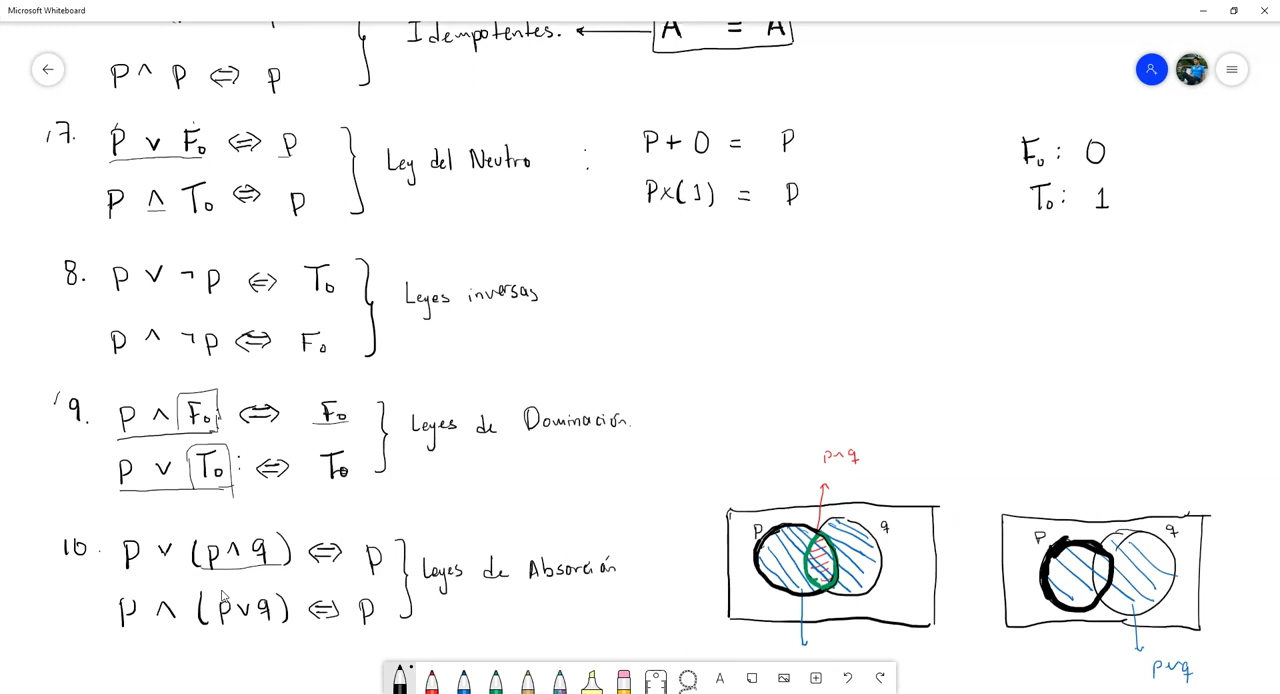 Microsoft Whiteboard
Idempotentes. ← A = A
p ∧ p ⇔ p
7. p ∨ F₀ ⇔ p
p ∧ T₀ ⇔ p
Ley del Neutro :
p + 0 = p
p×(1) = p
F₀ : 0
T₀ : 1
8. p ∨ ¬p ⇔ T₀
p ∧ ¬p ⇔ F₀
Leyes inversas
9. p ∧ F₀ ⇔ F₀
p ∨ T₀ : ⇔ T₀
Leyes de Dominación.
10. p ∨ (p ∧ q) ⇔ p
p ∧ (p ∨ q) ⇔ p
Leyes de Absorción
p∧q
p q
p q
p∨q
A